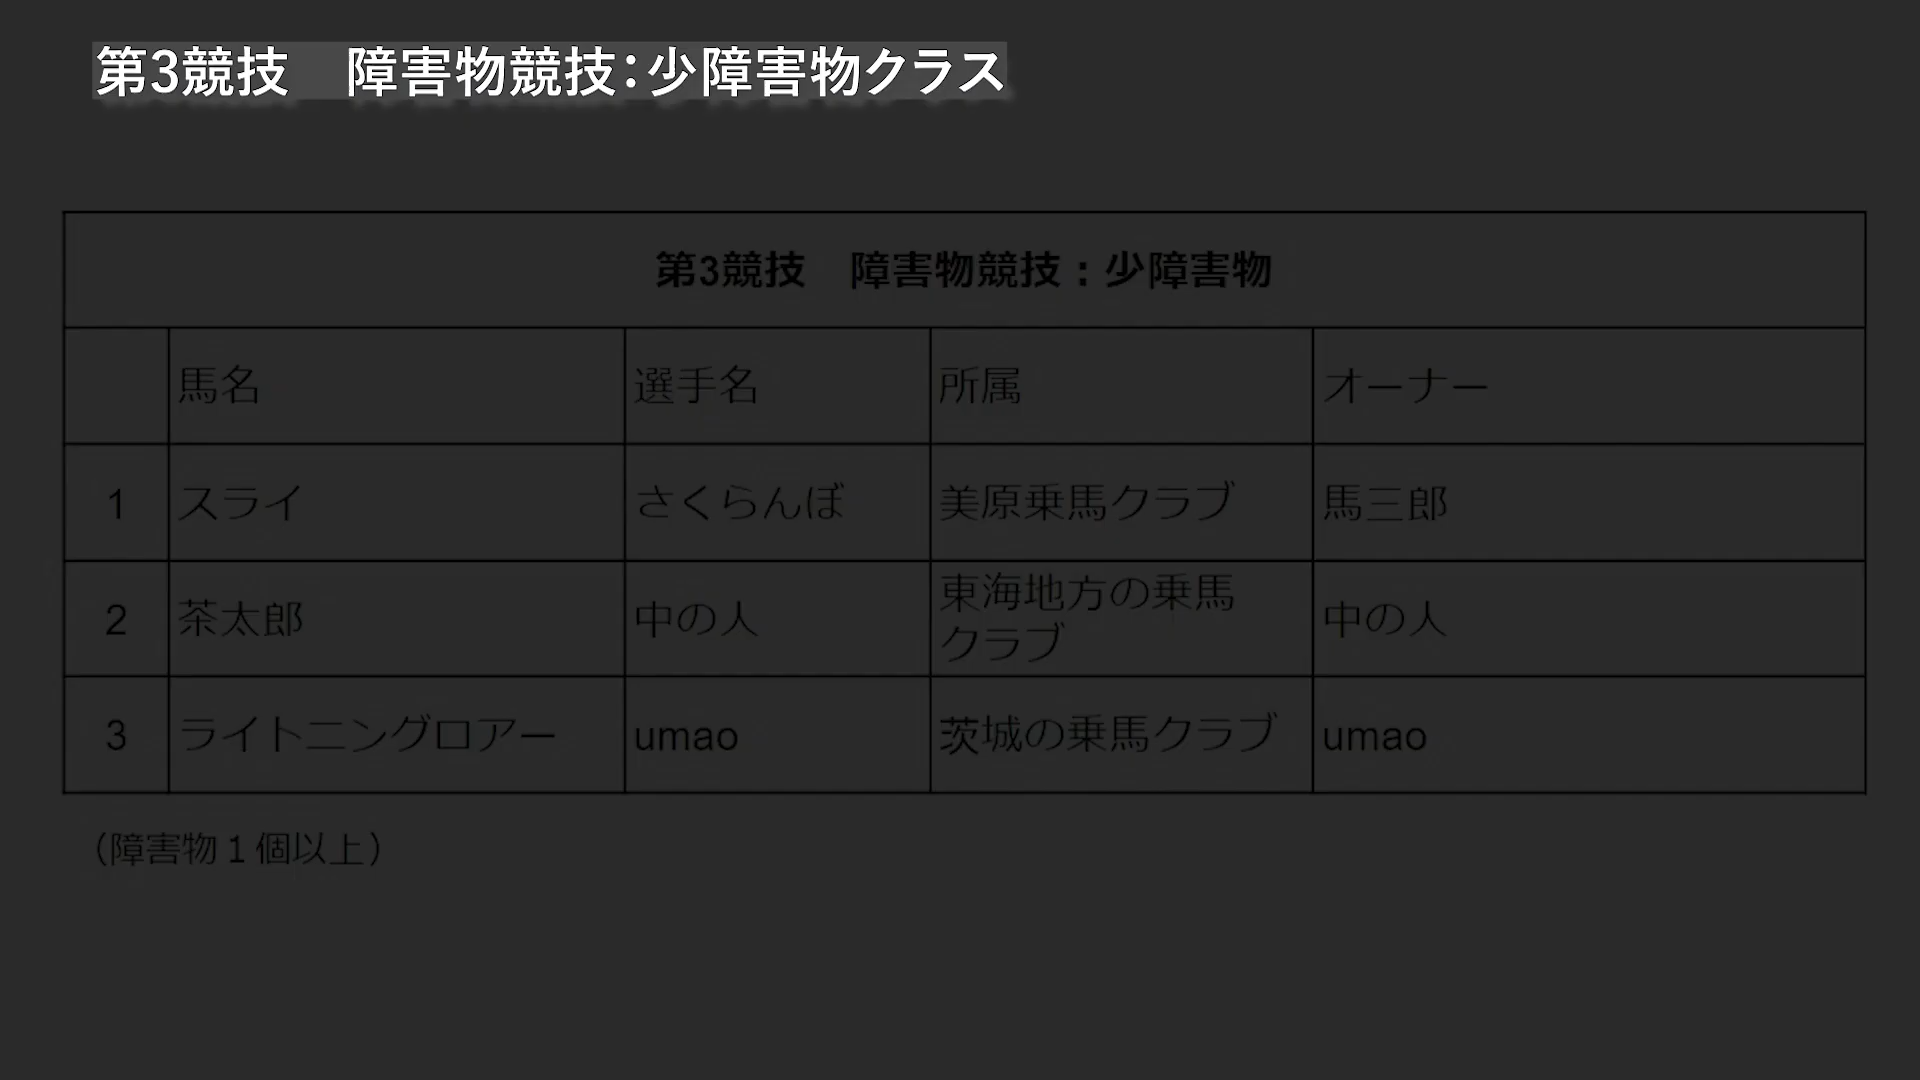 第3競技　障害物競技：少障害物クラス
第3競技　障害物競技：少障害物
馬名　選手名　所属　オーナー
1　スライ　さくらんぼ　美原乗馬クラブ　馬三郎
2　茶太郎　中の人　東海地方の乗馬
クラブ　中の人
3　ライトニングロアー　umao　茨城の乗馬クラブ　umao
（障害物１個以上）